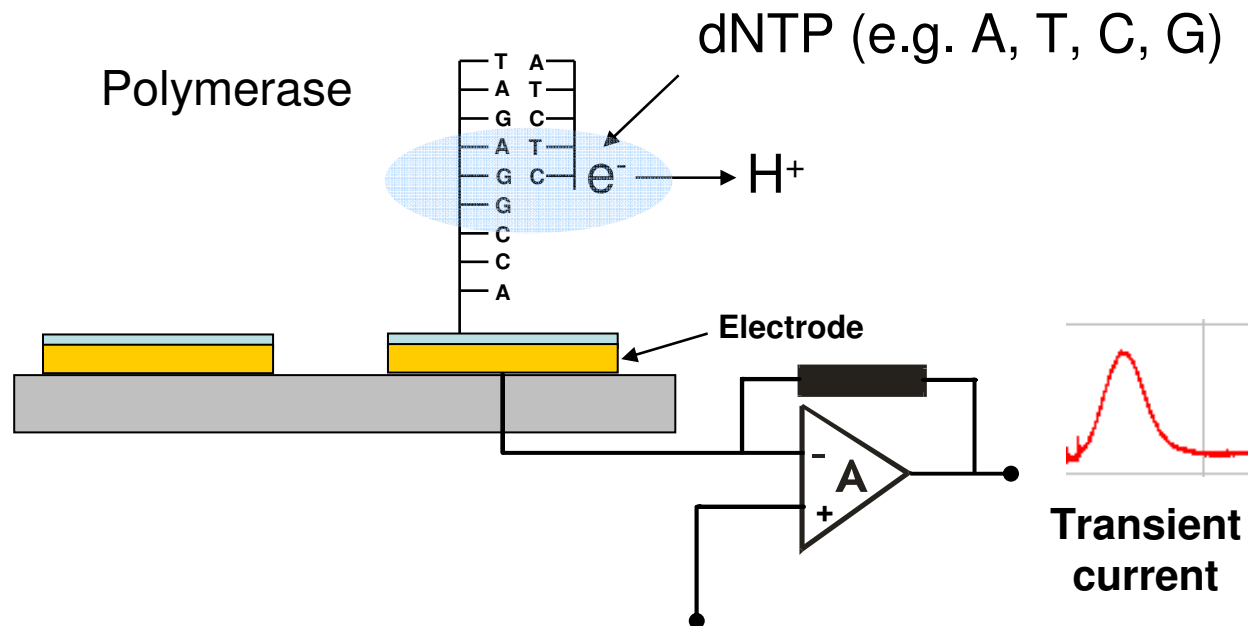 dNTP (e.g. A, T, C, G)
Polymerase
T A
A T
G C
A T
G C e⁻ H⁺
G
C
C
A
Electrode
−
A
+
Transient
current